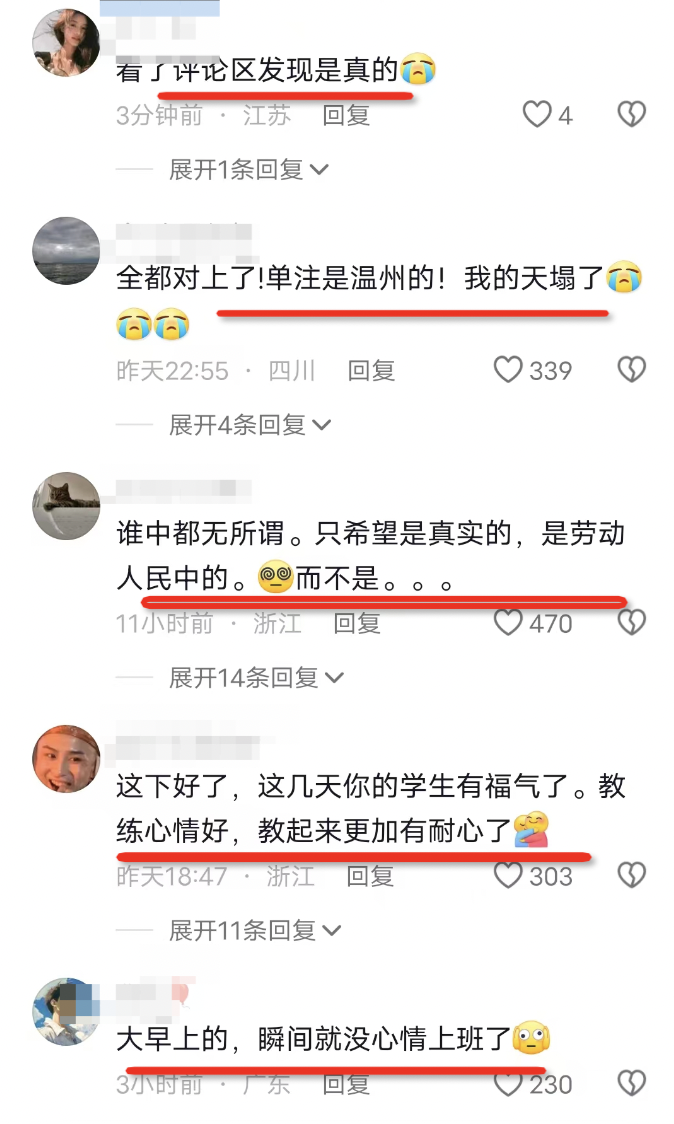 看了评论区发现是真的😭
3分钟前 · 江苏 回复 4
展开1条回复
全都对上了!单注是温州的！我的天塌了😭
😭😭
昨天22:55 · 四川 回复 339
展开4条回复
谁中都无所谓。只希望是真实的，是劳动
人民中的。😵‍💫而不是。。。
11小时前 · 浙江 回复 470
展开14条回复
这下好了，这几天你的学生有福气了。教
练心情好，教起来更加有耐心了🫂
昨天18:47 · 浙江 回复 303
展开11条回复
大早上的，瞬间就没心情上班了🫨
3小时前 · 广东 回复 230